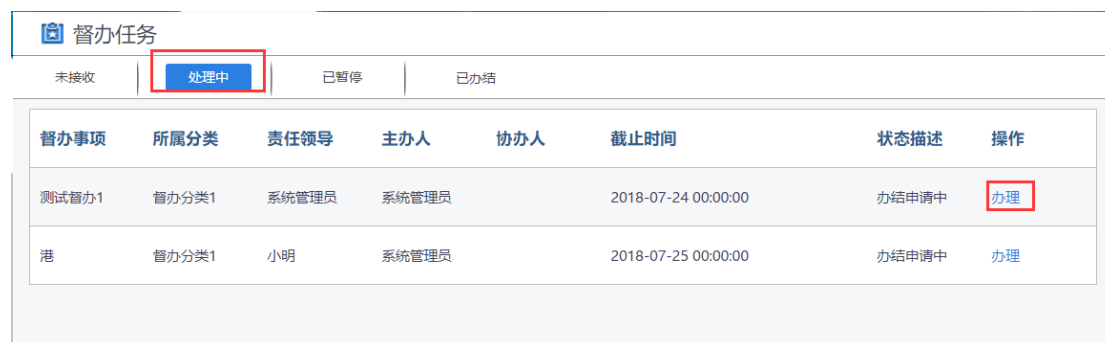 督办任务
未接收 处理中 已暂停 已办结
督办事项 所属分类 责任领导 主办人 协办人 截止时间 状态描述 操作
测试督办1 督办分类1 系统管理员 系统管理员 2018-07-24 00:00:00 办结申请中 办理
港 督办分类1 小明 系统管理员 2018-07-25 00:00:00 办结申请中 办理